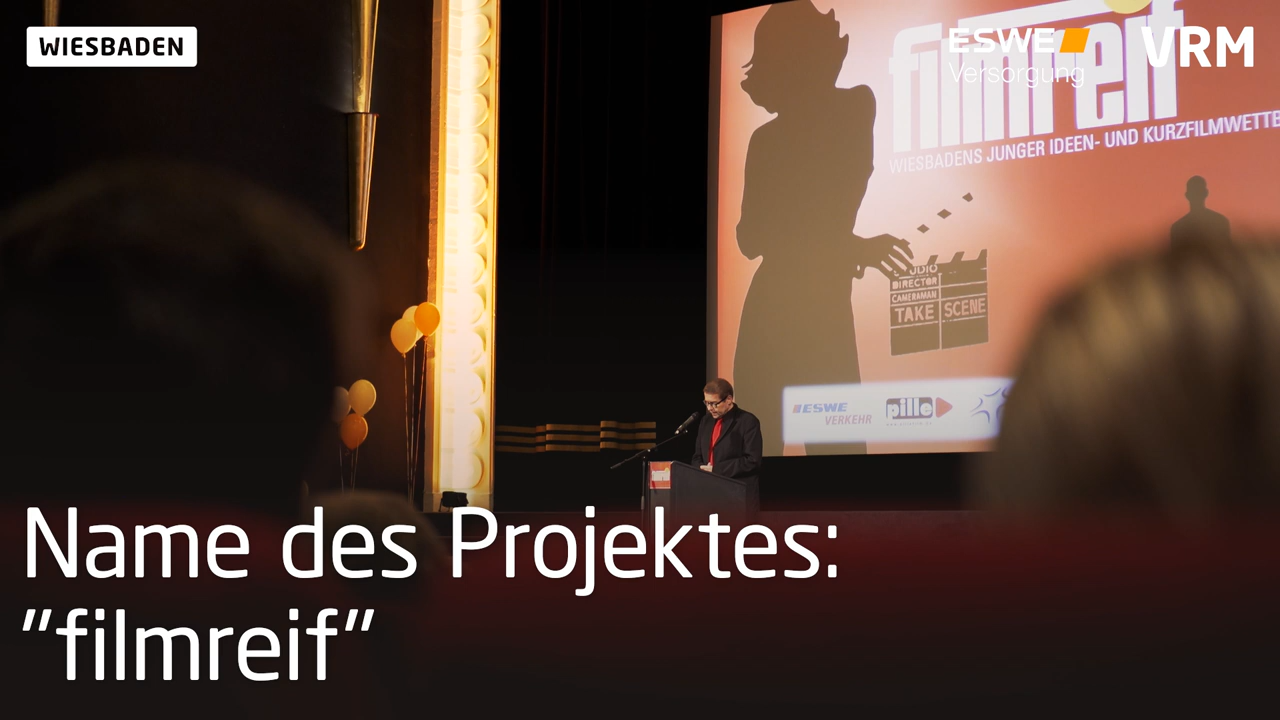 WIESBADEN
ESWE
Versorgung
VRM
filmreif
WIESBADENS JUNGER IDEEN- UND KURZFILMWETTB
DIRECTOR
CAMERAMAN
TAKE SCENE
ESWE
VERKEHR
pille
Name des Projektes:
"filmreif"